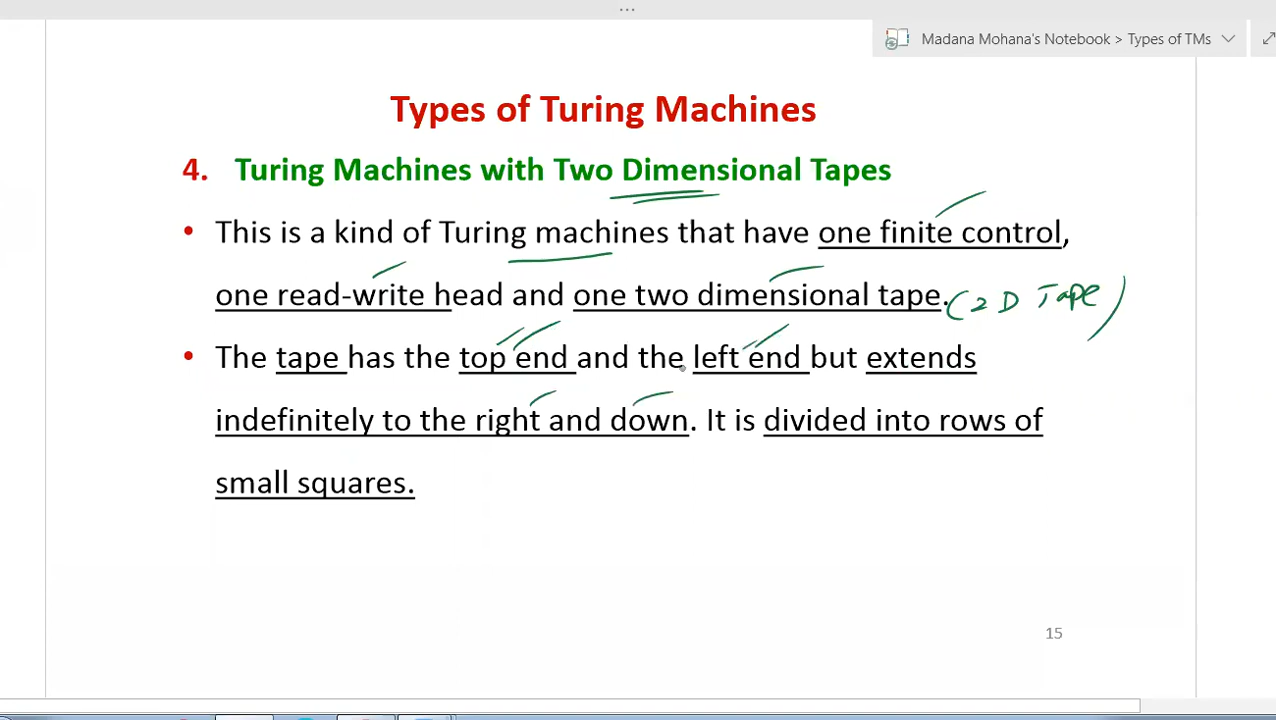 ...
Madana Mohana's Notebook > Types of TMs
Types of Turing Machines
4. Turing Machines with Two Dimensional Tapes
• This is a kind of Turing machines that have one finite control,
one read-write head and one two dimensional tape. (2 D Tape)
• The tape has the top end and the left end but extends
indefinitely to the right and down. It is divided into rows of
small squares.
15